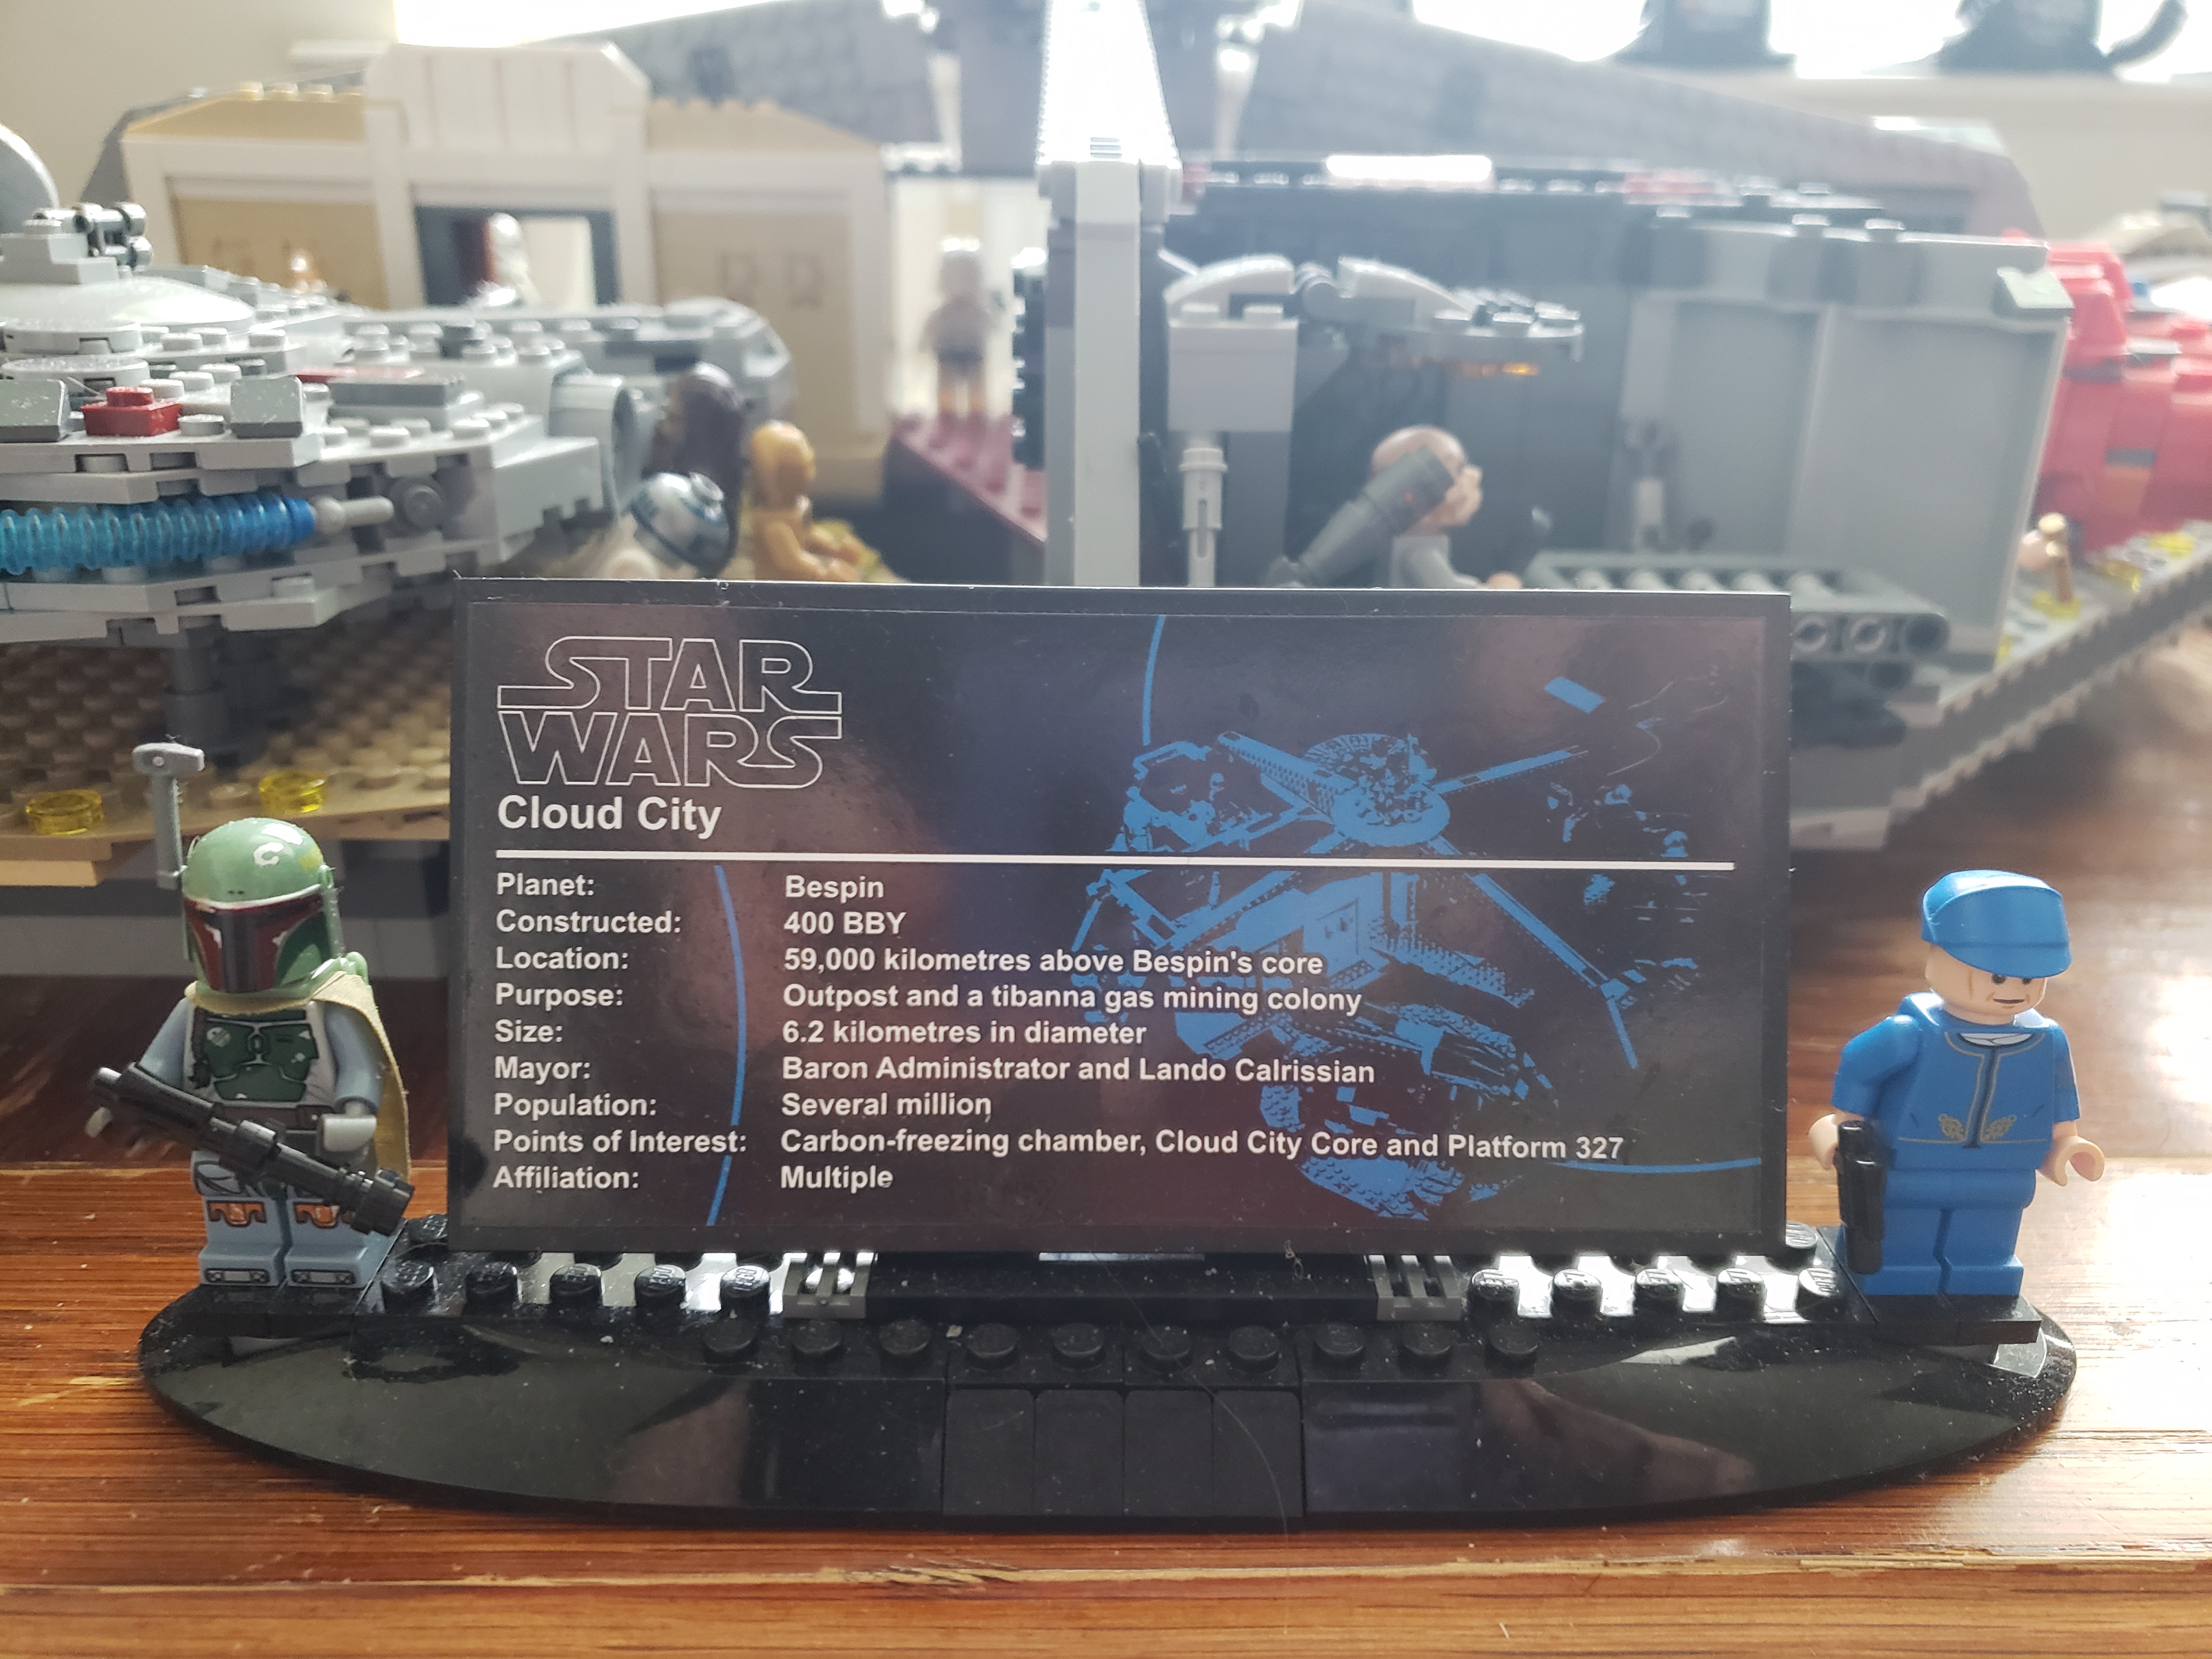 STAR
WARS
Cloud City
Planet: Bespin
Constructed: 400 BBY
Location: 59,000 kilometres above Bespin's core
Purpose: Outpost and a tibanna gas mining colony
Size: 6.2 kilometres in diameter
Mayor: Baron Administrator and Lando Calrissian
Population: Several million
Points of Interest: Carbon-freezing chamber, Cloud City Core and Platform 327
Affiliation: Multiple